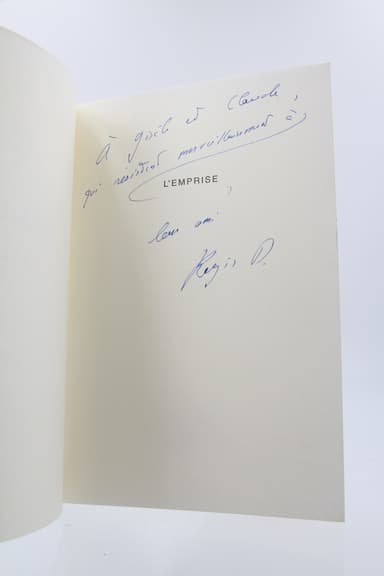 À Gisèle et Claude,
qui résistent merveilleusement à
L'EMPRISE,
leur ami
Régis D.